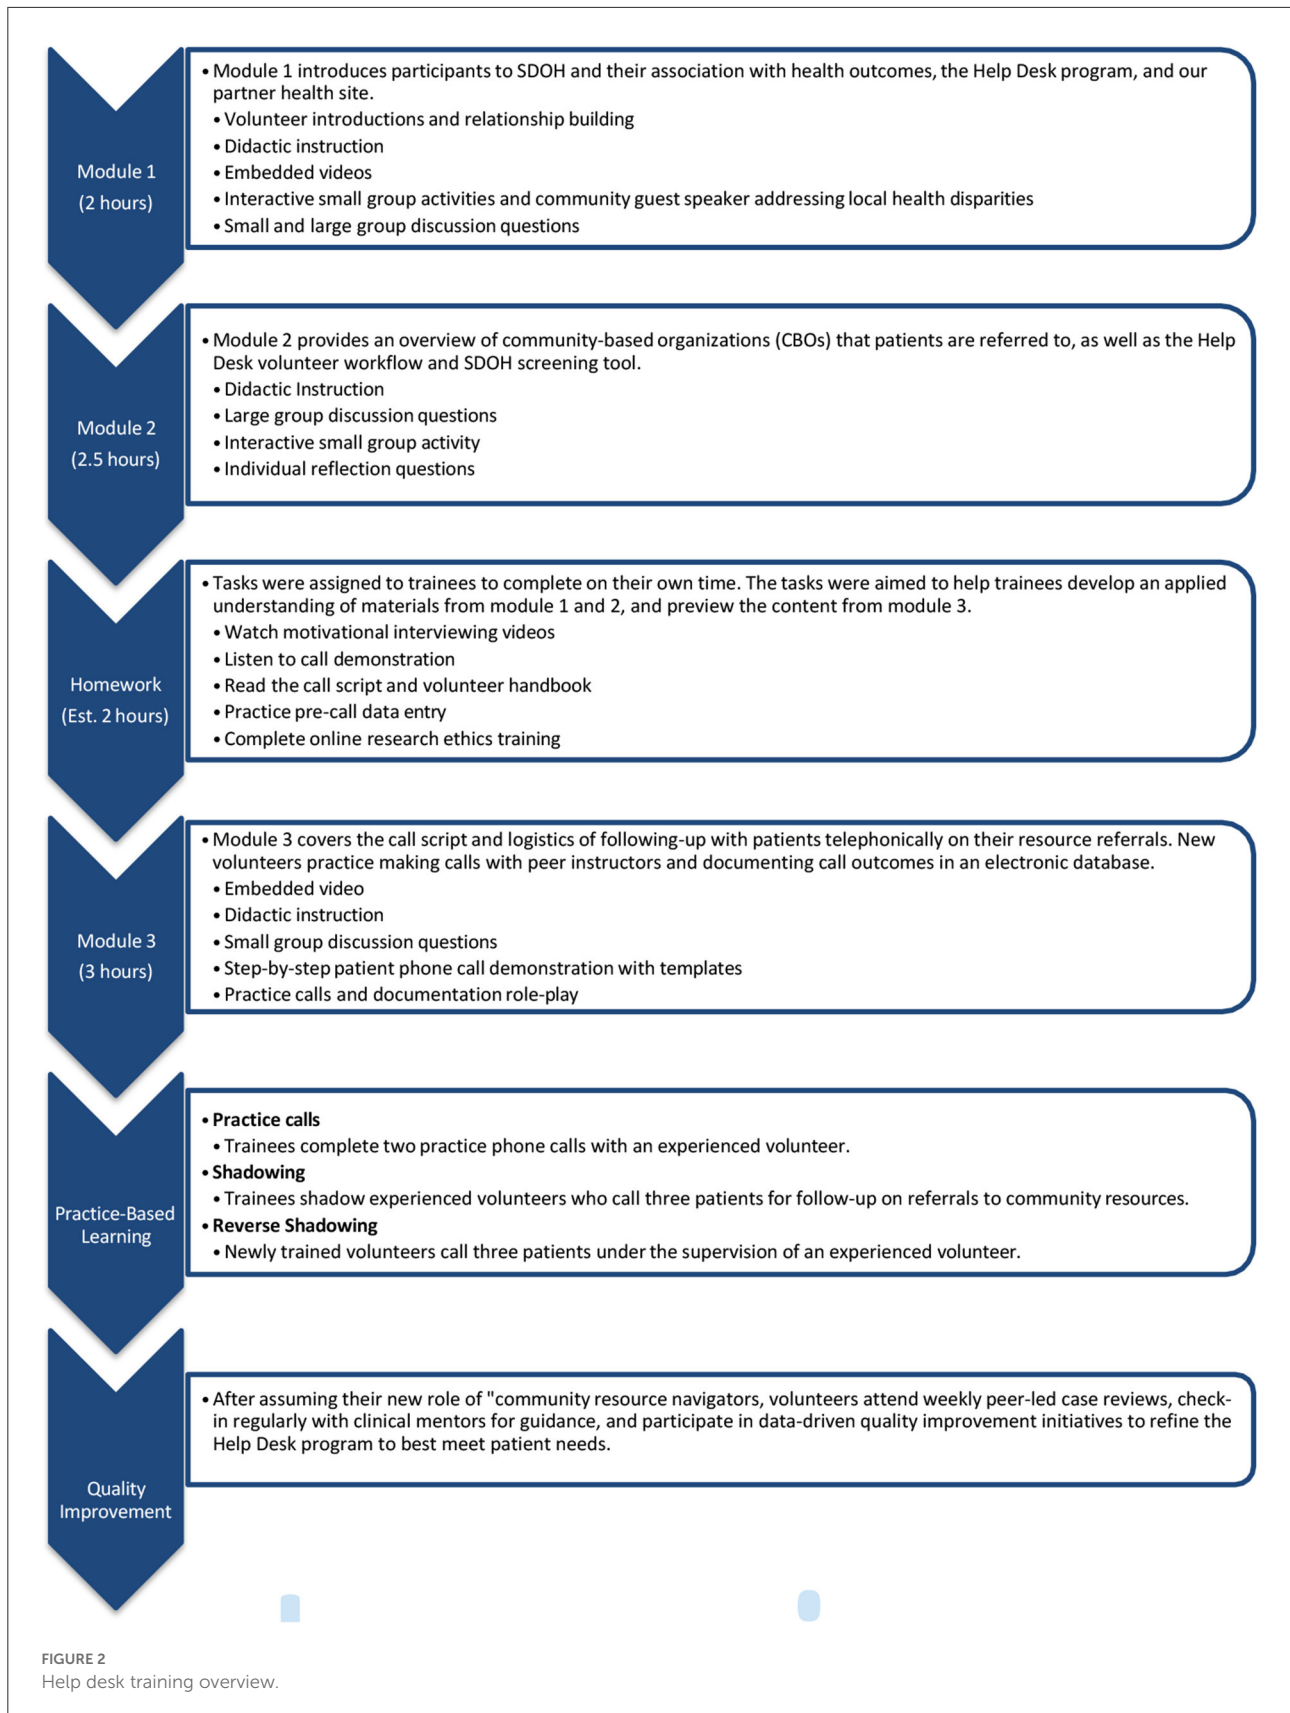 Module 1
(2 hours)
• Module 1 introduces participants to SDOH and their association with health outcomes, the Help Desk program, and our
partner health site.
• Volunteer introductions and relationship building
• Didactic instruction
• Embedded videos
• Interactive small group activities and community guest speaker addressing local health disparities
• Small and large group discussion questions
Module 2
(2.5 hours)
• Module 2 provides an overview of community-based organizations (CBOs) that patients are referred to, as well as the Help
Desk volunteer workflow and SDOH screening tool.
• Didactic Instruction
• Large group discussion questions
• Interactive small group activity
• Individual reflection questions
Homework
(Est. 2 hours)
• Tasks were assigned to trainees to complete on their own time. The tasks were aimed to help trainees develop an applied
understanding of materials from module 1 and 2, and preview the content from module 3.
• Watch motivational interviewing videos
• Listen to call demonstration
• Read the call script and volunteer handbook
• Practice pre-call data entry
• Complete online research ethics training
Module 3
(3 hours)
• Module 3 covers the call script and logistics of following-up with patients telephonically on their resource referrals. New
volunteers practice making calls with peer instructors and documenting call outcomes in an electronic database.
• Embedded video
• Didactic instruction
• Small group discussion questions
• Step-by-step patient phone call demonstration with templates
• Practice calls and documentation role-play
Practice-Based
Learning
• Practice calls
• Trainees complete two practice phone calls with an experienced volunteer.
• Shadowing
• Trainees shadow experienced volunteers who call three patients for follow-up on referrals to community resources.
• Reverse Shadowing
• Newly trained volunteers call three patients under the supervision of an experienced volunteer.
Quality
Improvement
• After assuming their new role of "community resource navigators, volunteers attend weekly peer-led case reviews, check-
in regularly with clinical mentors for guidance, and participate in data-driven quality improvement initiatives to refine the
Help Desk program to best meet patient needs.
FIGURE 2
Help desk training overview.